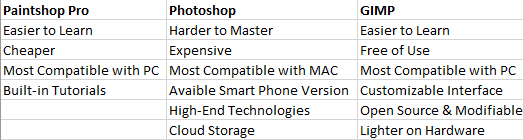 Paintshop Pro Photoshop GIMP
Easier to Learn Harder to Master Easier to Learn
Cheaper Expensive Free of Use
Most Compatible with PC Most Compatible with MAC Most Compatible with PC
Built-in Tutorials Avaible Smart Phone Version Customizable Interface
High-End Technologies Open Source & Modifiable
Cloud Storage Lighter on Hardware